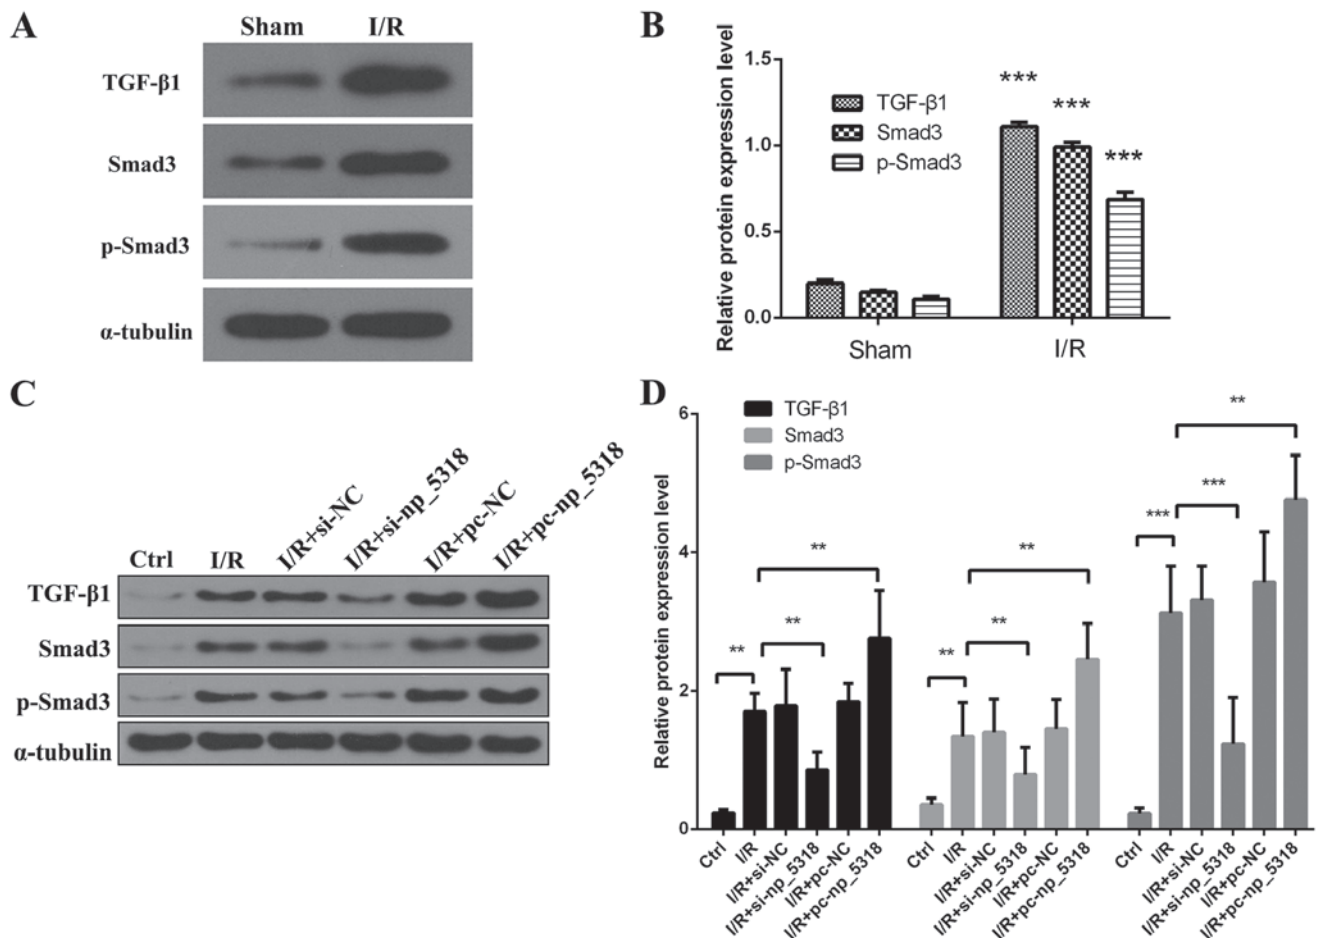 A
Sham I/R
TGF-β1
Smad3
p-Smad3
α-tubulin
B
Relative protein expression level
1.5
1.0
0.5
0.0
TGF-β1
Smad3
p-Smad3
***
***
***
Sham I/R
C
Ctrl I/R I/R+si-NC I/R+si-np_5318 I/R+pc-NC I/R+pc-np_5318
TGF-β1
Smad3
p-Smad3
α-tubulin
D
Relative protein expression level
6
4
2
0
TGF-β1
Smad3
p-Smad3
** ** **
** ** **
*** *** **
Ctrl I/R I/R+si-NC I/R+si-np_5318 I/R+pc-NC I/R+pc-np_5318
Ctrl I/R I/R+si-NC I/R+si-np_5318 I/R+pc-NC I/R+pc-np_5318
Ctrl I/R I/R+si-NC I/R+si-np_5318 I/R+pc-NC I/R+pc-np_5318